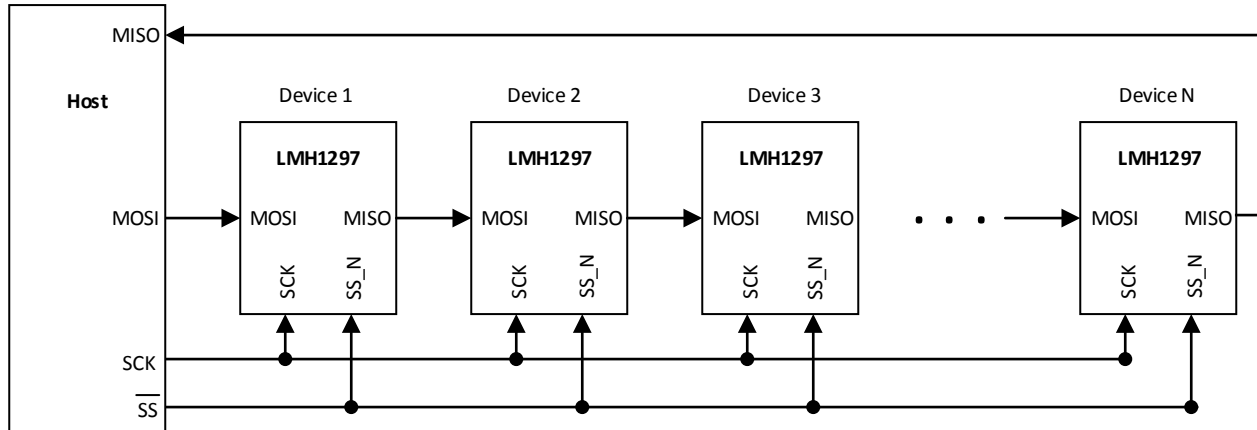 MISO
Host
Device 1
Device 2
Device 3
Device N
LMH1297
LMH1297
LMH1297
LMH1297
MOSI
MOSI
MISO
MOSI
MISO
MOSI
MISO
. . .
MOSI
MISO
SCK
SS_N
SCK
SS_N
SCK
SS_N
SCK
SS_N
SCK
SS